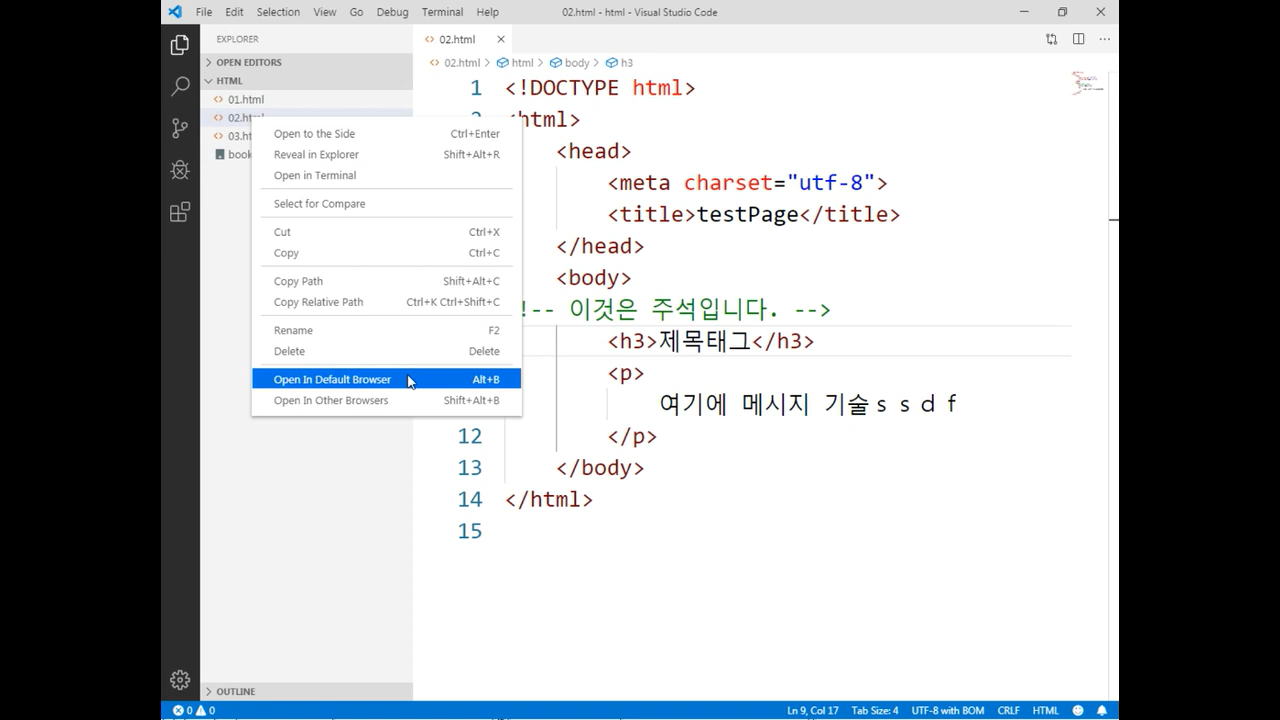 File Edit Selection View Go Debug Terminal Help 02.html - html - Visual Studio Code
EXPLORER
OPEN EDITORS
HTML
01.html
02.html
03.ht
book
02.html
02.html > html > body > h3
1 <!DOCTYPE html>
2 <html>
<head>
<meta charset="utf-8">
<title>testPage</title>
</head>
<body>
!-- 이것은 주석입니다. -->
<h3>제목태그</h3>
<p>
여기에 메시지 기술ｓｓｄｆ
12 </p>
13 </body>
14 </html>
15
Open to the Side Ctrl+Enter
Reveal in Explorer Shift+Alt+R
Open in Terminal
Select for Compare
Cut Ctrl+X
Copy Ctrl+C
Copy Path Shift+Alt+C
Copy Relative Path Ctrl+K Ctrl+Shift+C
Rename F2
Delete Delete
Open In Default Browser Alt+B
Open In Other Browsers Shift+Alt+B
OUTLINE
0 0 Ln 9, Col 17 Tab Size: 4 UTF-8 with BOM CRLF HTML